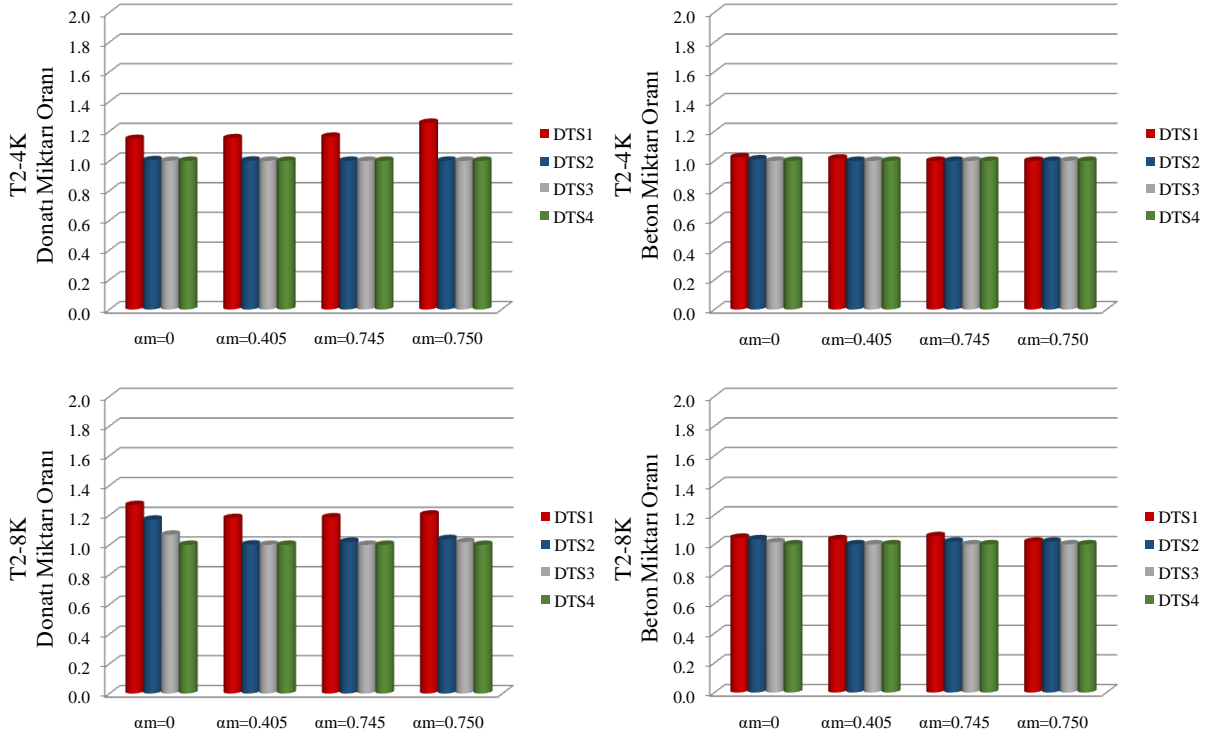 T2-4K
Donatı Miktarı Oranı
2.0
1.8
1.6
1.4
1.2
1.0
0.8
0.6
0.4
0.2
0.0
αm=0 αm=0.405 αm=0.745 αm=0.750
DTS1
DTS2
DTS3
DTS4
T2-4K
Beton Miktarı Oranı
2.0
1.8
1.6
1.4
1.2
1.0
0.8
0.6
0.4
0.2
0.0
αm=0 αm=0.405 αm=0.745 αm=0.750
DTS1
DTS2
DTS3
DTS4
T2-8K
Donatı Miktarı Oranı
2.0
1.8
1.6
1.4
1.2
1.0
0.8
0.6
0.4
0.2
0.0
αm=0 αm=0.405 αm=0.745 αm=0.750
DTS1
DTS2
DTS3
DTS4
T2-8K
Beton Miktarı Oranı
2.0
1.8
1.6
1.4
1.2
1.0
0.8
0.6
0.4
0.2
0.0
αm=0 αm=0.405 αm=0.745 αm=0.750
DTS1
DTS2
DTS3
DTS4